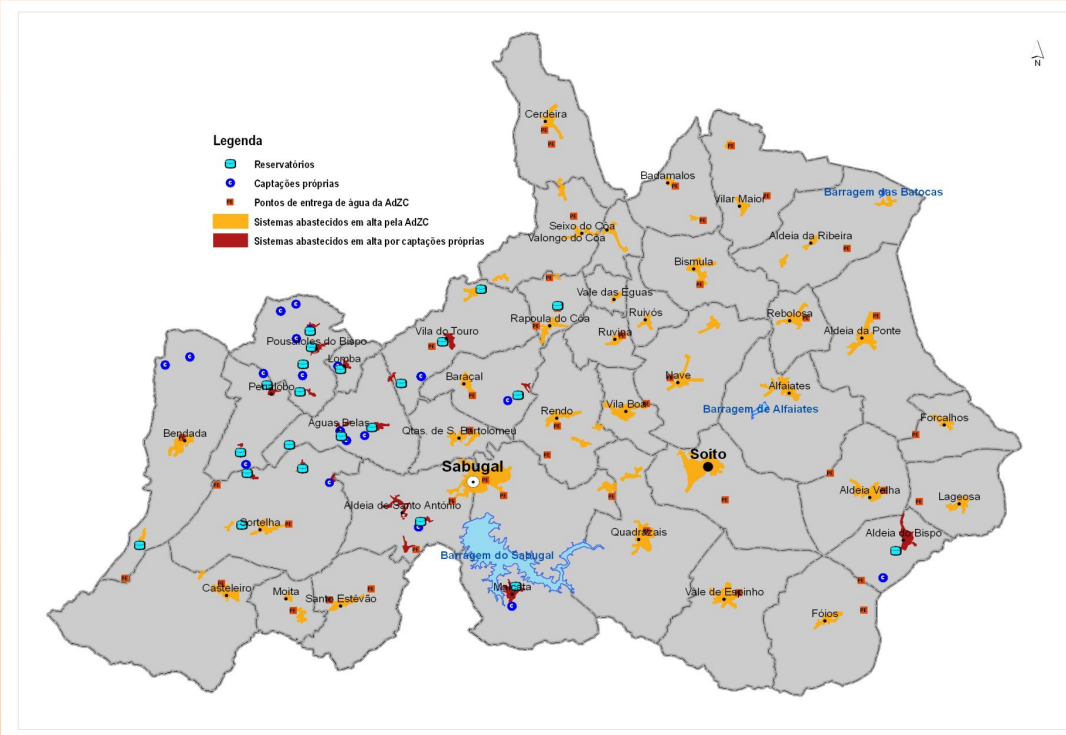 N
Cerdeira
Legenda
Reservatórios
Captações próprias
PE
Pontos de entrega de água da AdZC
Sistemas abastecidos em alta pela AdZC
Sistemas abastecidos em alta por captações próprias
Badamalos
Vilar Maior
Barragem das Batocas
Seixo do Côa
Valongo do Côa
Aldeia da Ribeira
Bismula
Vale das Éguas
Rapoula do Côa
Ruivós
Rebolosa
Vila do Touro
Ruvina
Aldeia da Ponte
Pousafoles do Bispo
Lomba
Baraçal
Nave
Alfaiates
Penalobo
Rendo
Vila Boa
Barragem de Alfaiates
Forcalhos
Bendada
Águas Belas
Qtas. de S. Bartolomeu
Soito
Sabugal
Aldeia Velha
Lageosa
Aldeia de Santo António
Sortelha
Quadrazais
Aldeia do Bispo
Barragem do Sabugal
Casteleiro
Moita
Santo Estêvão
Malcata
Vale de Espinho
Fóios